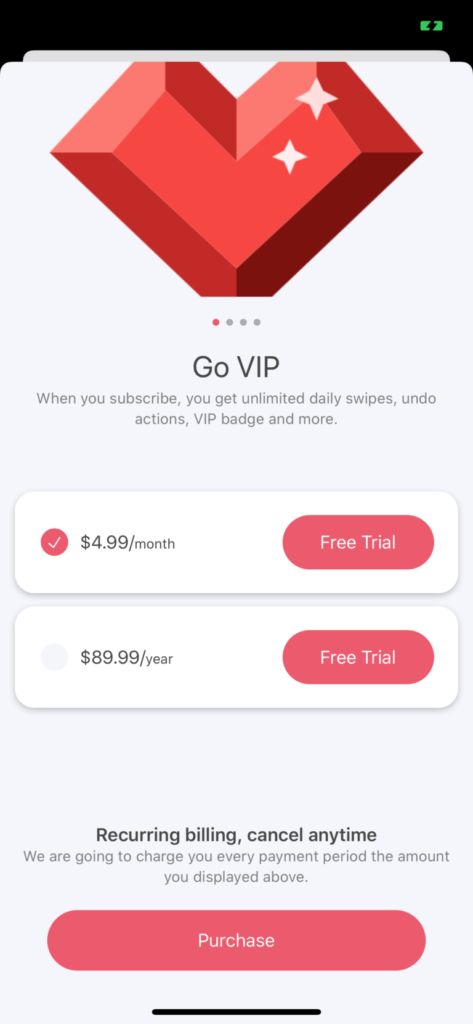 Go VIP
When you subscribe, you get unlimited daily swipes, undo
actions, VIP badge and more.
$4.99/month
Free Trial
$89.99/year
Free Trial
Recurring billing, cancel anytime
We are going to charge you every payment period the amount
you displayed above.
Purchase